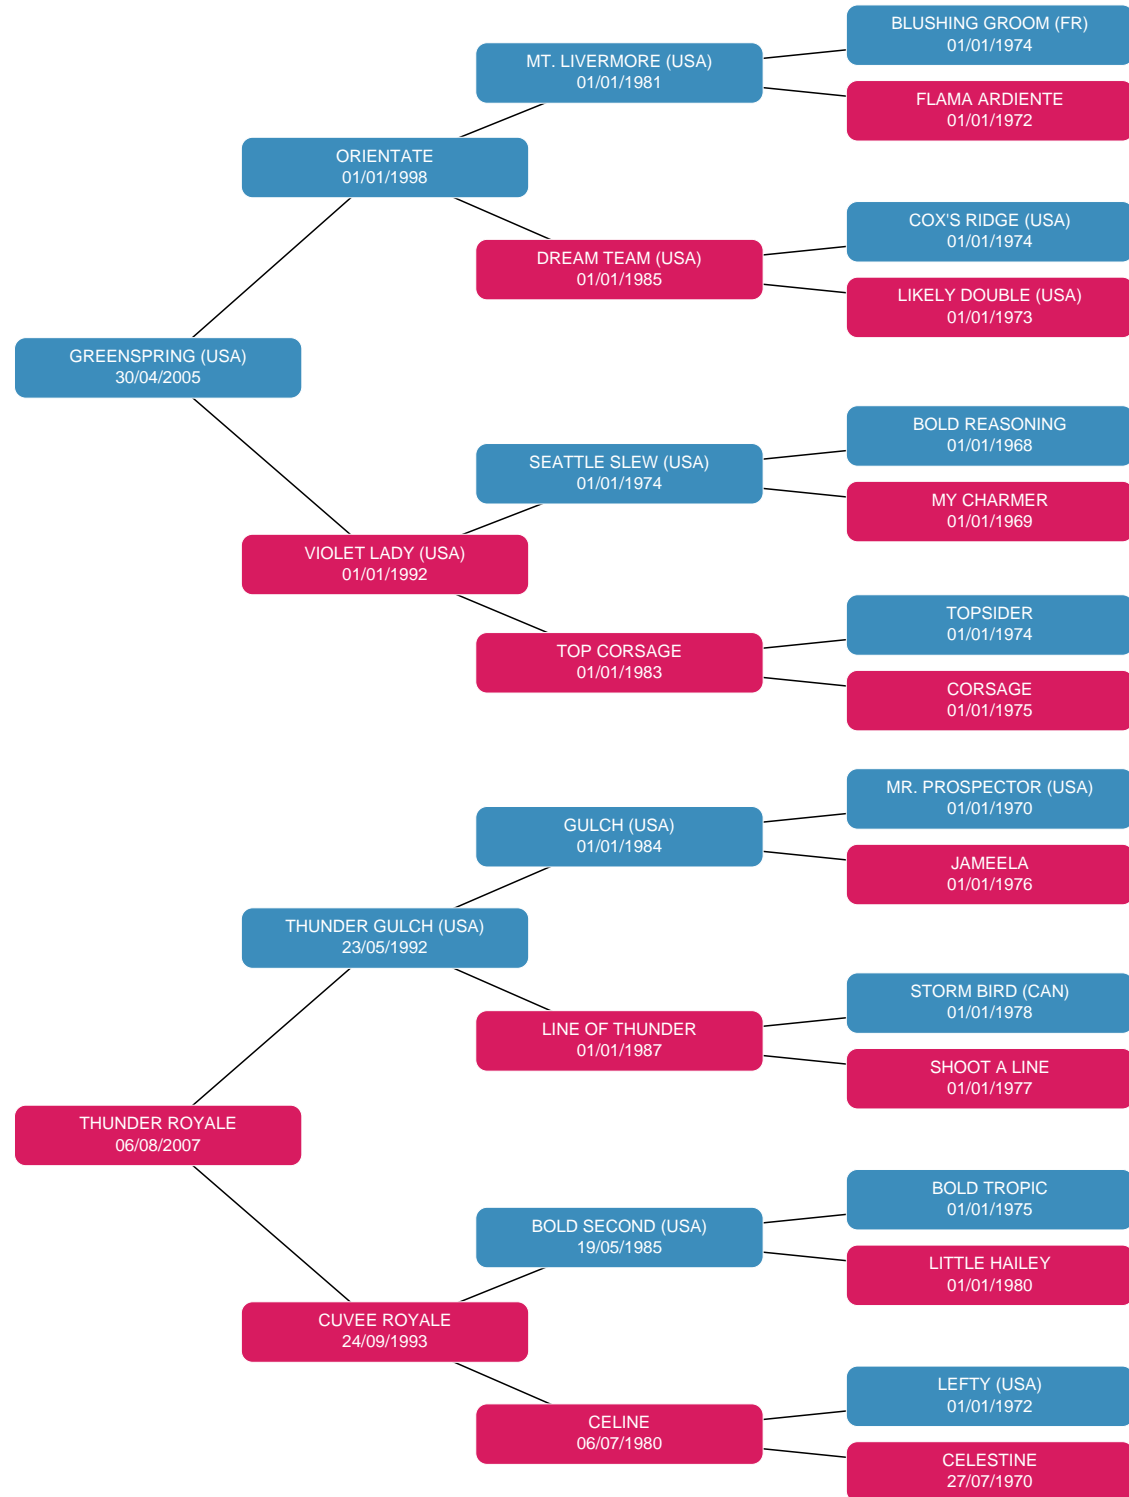 BLUSHING GROOM (FR)
01/01/1974
MT. LIVERMORE (USA)
01/01/1981
FLAMA ARDIENTE
01/01/1972
ORIENTATE
01/01/1998
COX'S RIDGE (USA)
01/01/1974
DREAM TEAM (USA)
01/01/1985
LIKELY DOUBLE (USA)
01/01/1973
GREENSPRING (USA)
30/04/2005
BOLD REASONING
01/01/1968
SEATTLE SLEW (USA)
01/01/1974
MY CHARMER
01/01/1969
VIOLET LADY (USA)
01/01/1992
TOPSIDER
01/01/1974
TOP CORSAGE
01/01/1983
CORSAGE
01/01/1975
MR. PROSPECTOR (USA)
01/01/1970
GULCH (USA)
01/01/1984
JAMEELA
01/01/1976
THUNDER GULCH (USA)
23/05/1992
STORM BIRD (CAN)
01/01/1978
LINE OF THUNDER
01/01/1987
SHOOT A LINE
01/01/1977
THUNDER ROYALE
06/08/2007
BOLD TROPIC
01/01/1975
BOLD SECOND (USA)
19/05/1985
LITTLE HAILEY
01/01/1980
CUVEE ROYALE
24/09/1993
LEFTY (USA)
01/01/1972
CELINE
06/07/1980
CELESTINE
27/07/1970